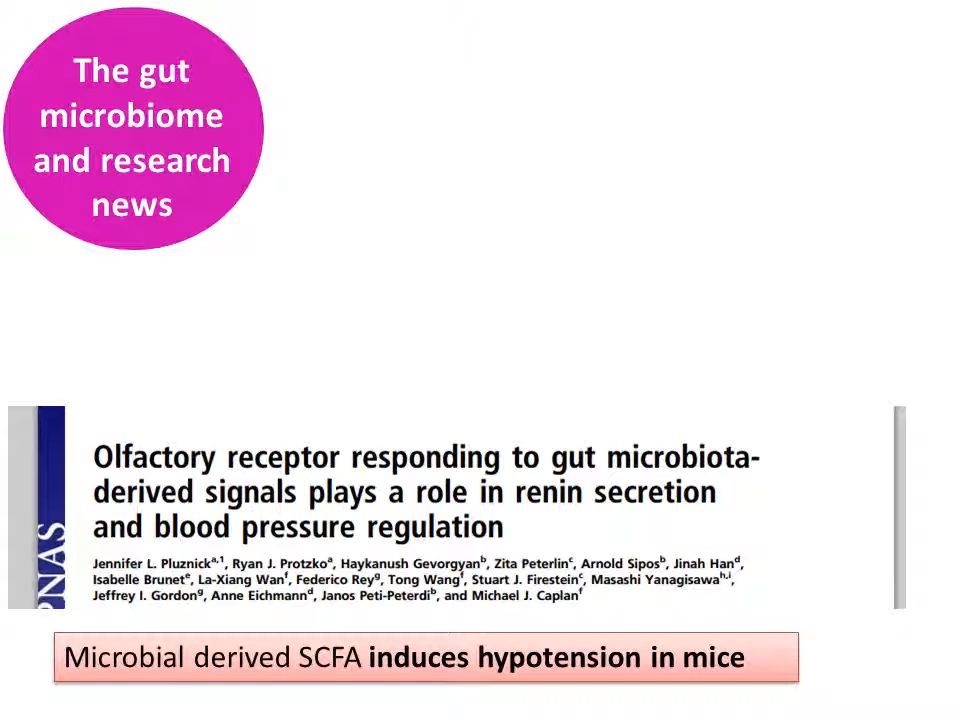 The gut
microbiome
and research
news
PNAS
Olfactory receptor responding to gut microbiota-
derived signals plays a role in renin secretion
and blood pressure regulation
Jennifer L. Pluznick^a,1, Ryan J. Protzko^a, Haykanush Gevorgyan^b, Zita Peterlin^c, Arnold Sipos^b, Jinah Han^d,
Isabelle Brunet^e, La-Xiang Wan^f, Federico Rey^g, Tong Wang^f, Stuart J. Firestein^c, Masashi Yanagisawa^h,i,
Jeffrey I. Gordon^g, Anne Eichmann^d, Janos Peti-Peterdi^b, and Michael J. Caplan^f
Microbial derived SCFA induces hypotension in mice